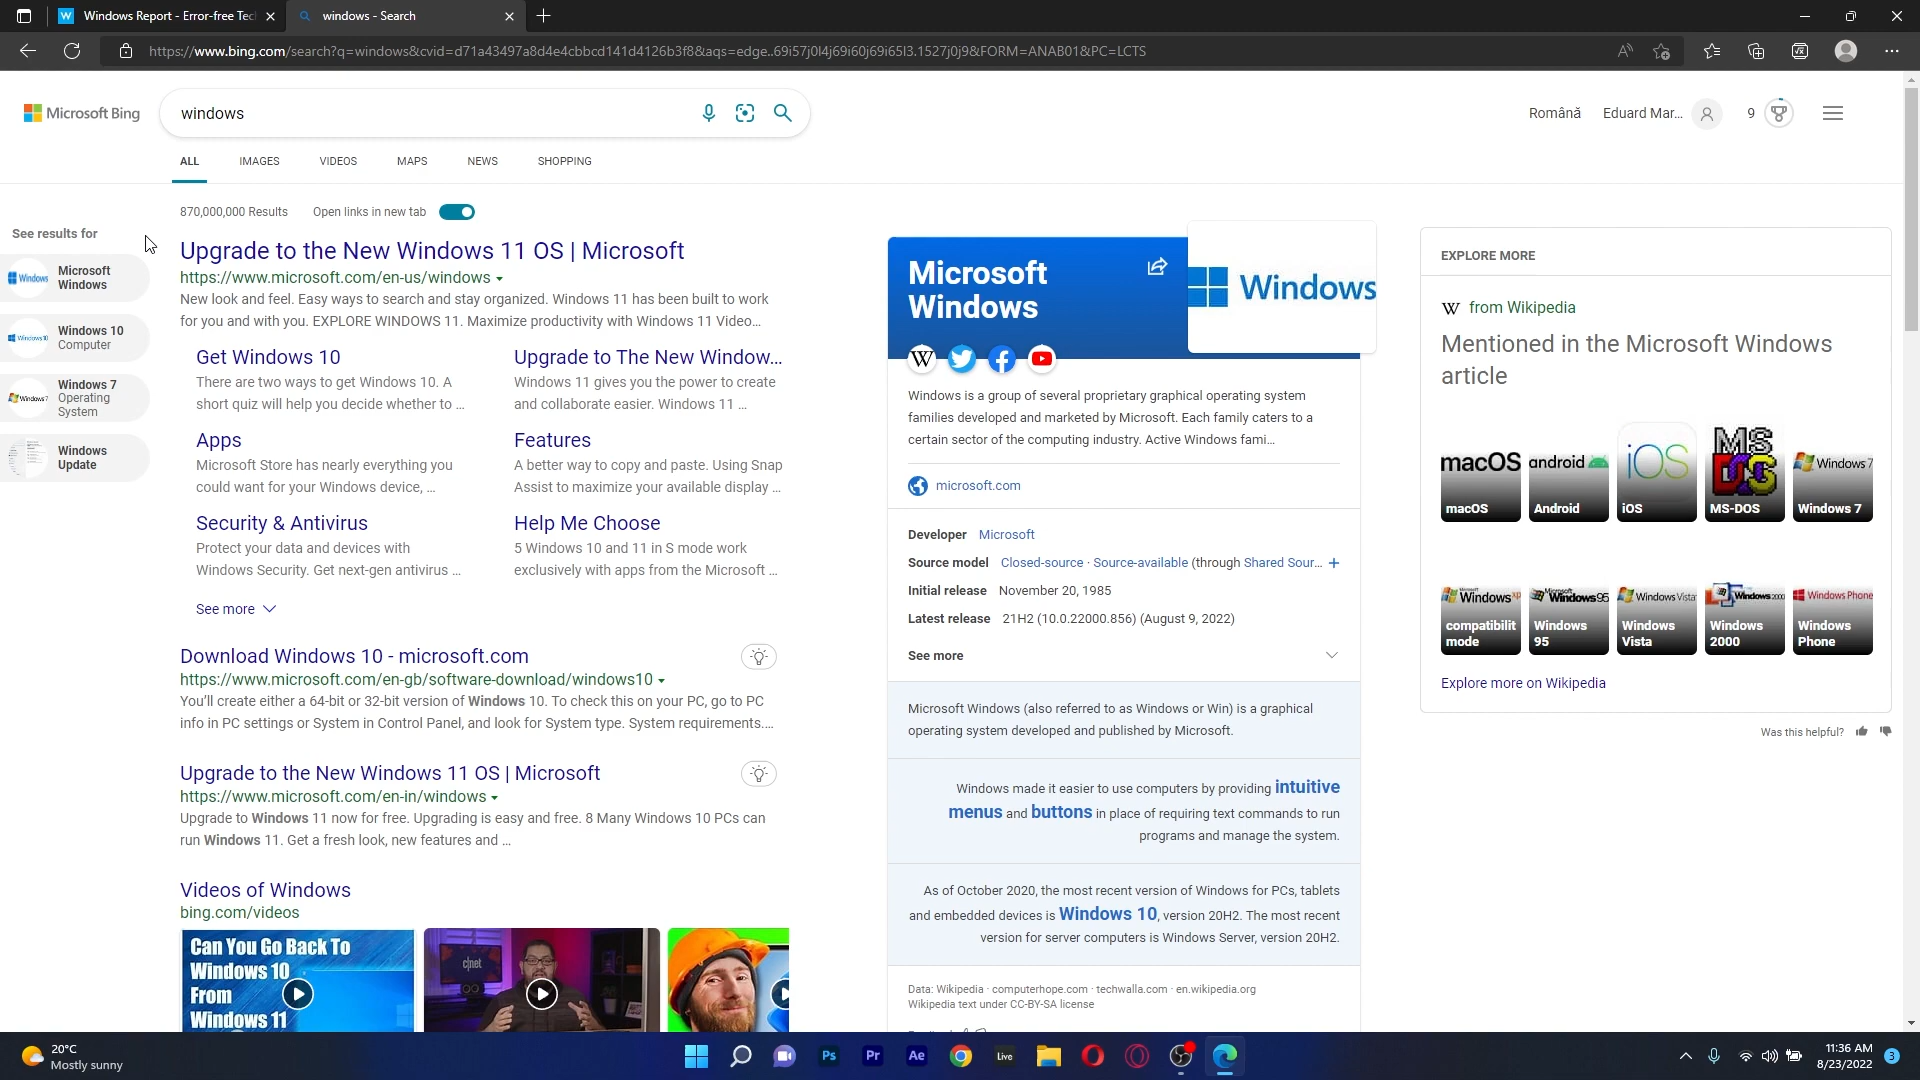 Windows Report - Error-free Tec
windows - Search
https://www.bing.com/search?q=windows&cvid=d71a43497a8d4e4cbbcd141d4126b3f8&aqs=edge..69i57j0l4j69i60j69i65l3.1527j0j9&FORM=ANAB01&PC=LCTS
Microsoft Bing
windows
Română
Eduard Mar...
9
ALL
IMAGES
VIDEOS
MAPS
NEWS
SHOPPING
870,000,000 Results
Open links in new tab
See results for
Microsoft
Windows
Windows 10
Computer
Windows 7
Operating
System
Windows
Update
Upgrade to the New Windows 11 OS | Microsoft
https://www.microsoft.com/en-us/windows
New look and feel. Easy ways to search and stay organized. Windows 11 has been built to work
for you and with you. EXPLORE WINDOWS 11. Maximize productivity with Windows 11 Video...
Get Windows 10
There are two ways to get Windows 10. A
short quiz will help you decide whether to ...
Upgrade to The New Window...
Windows 11 gives you the power to create
and collaborate easier. Windows 11 ...
Apps
Microsoft Store has nearly everything you
could want for your Windows device, ...
Features
A better way to copy and paste. Using Snap
Assist to maximize your available display ...
Security & Antivirus
Protect your data and devices with
Windows Security. Get next-gen antivirus ...
Help Me Choose
5 Windows 10 and 11 in S mode work
exclusively with apps from the Microsoft ...
See more
Download Windows 10 - microsoft.com
https://www.microsoft.com/en-gb/software-download/windows10
You'll create either a 64-bit or 32-bit version of Windows 10. To check this on your PC, go to PC
info in PC settings or System in Control Panel, and look for System type. System requirements....
Upgrade to the New Windows 11 OS | Microsoft
https://www.microsoft.com/en-in/windows
Upgrade to Windows 11 now for free. Upgrading is easy and free. 8 Many Windows 10 PCs can
run Windows 11. Get a fresh look, new features and ...
Videos of Windows
bing.com/videos
Can You Go Back To
Windows 10
From
Windows 11
c|net
Microsoft
Windows
Windows
Windows is a group of several proprietary graphical operating system
families developed and marketed by Microsoft. Each family caters to a
certain sector of the computing industry. Active Windows fami...
microsoft.com
Developer Microsoft
Source model Closed-source · Source-available (through Shared Sour... +
Initial release November 20, 1985
Latest release 21H2 (10.0.22000.856) (August 9, 2022)
See more
Microsoft Windows (also referred to as Windows or Win) is a graphical
operating system developed and published by Microsoft.
Windows made it easier to use computers by providing intuitive
menus and buttons in place of requiring text commands to run
programs and manage the system.
As of October 2020, the most recent version of Windows for PCs, tablets
and embedded devices is Windows 10, version 20H2. The most recent
version for server computers is Windows Server, version 20H2.
Data: Wikipedia · computerhope.com · techwalla.com · en.wikipedia.org
Wikipedia text under CC-BY-SA license
EXPLORE MORE
W from Wikipedia
Mentioned in the Microsoft Windows
article
macOS
macOS
android
Android
iOS
iOS
MS-DOS
MS-DOS
Windows 7
Windows 7
Windows xp
compatibilit
mode
Microsoft Windows95
Windows
95
Windows Vista
Windows
Vista
Windows 2000
Windows
2000
Windows Phone
Windows
Phone
Explore more on Wikipedia
Was this helpful?
20°C
Mostly sunny
Ps
Pr
Ae
Live
11:36 AM
8/23/2022
3